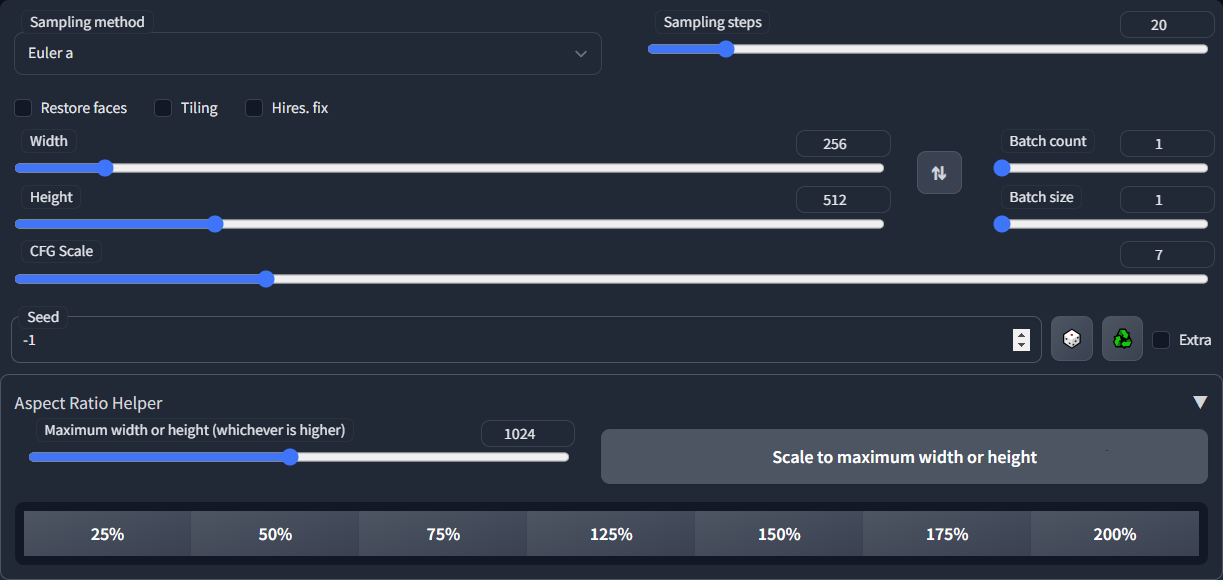 Sampling method
Sampling steps
20
Euler a
Restore faces
Tiling
Hires. fix
Width
256
Batch count
1
Height
512
Batch size
1
CFG Scale
7
Seed
-1
Extra
Aspect Ratio Helper
Maximum width or height (whichever is higher)
1024
Scale to maximum width or height
25%
50%
75%
125%
150%
175%
200%